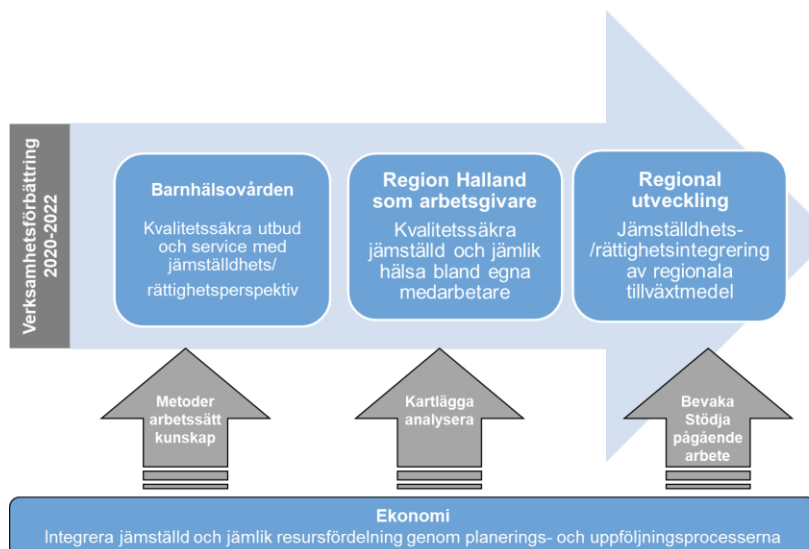 Verksamhetsförbättring
2020-2022
Barnhälsovården
Kvalitetssäkra utbud
och service med
jämställdhets/
rättighetsperspektiv
Region Halland
som arbetsgivare
Kvalitetssäkra
jämställd och jämlik
hälsa bland egna
medarbetare
Regional
utveckling
Jämställdhets-
/rättighetsintegrering
av regionala
tillväxtmedel
Metoder
arbetssätt
kunskap
Kartlägga
analysera
Bevaka
Stödja
pågående
arbete
Ekonomi
Integrera jämställd och jämlik resursfördelning genom planerings- och uppföljningsprocesserna